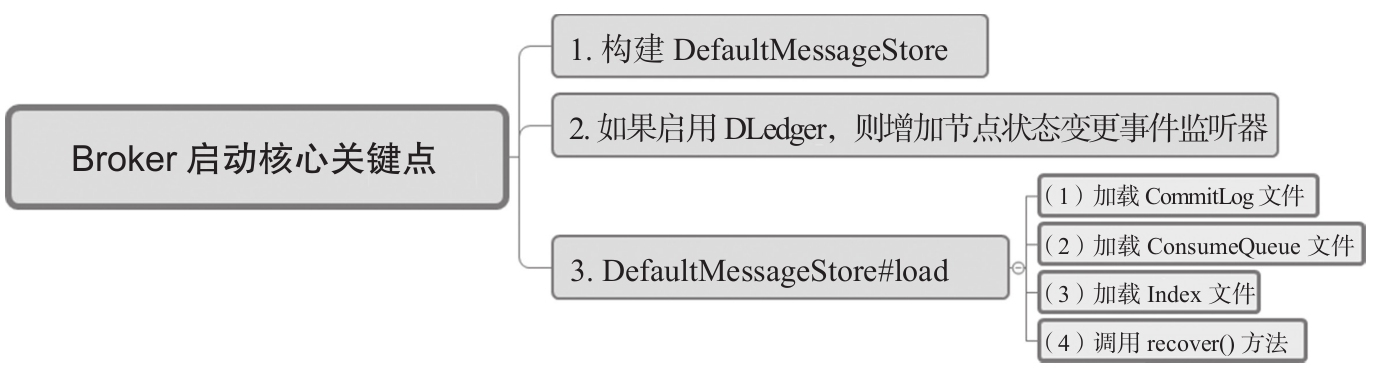 Broker 启动核心关键点
1. 构建 DefaultMessageStore
2. 如果启用 DLedger，则增加节点状态变更事件监听器
3. DefaultMessageStore#load
（1）加载 CommitLog 文件
（2）加载 ConsumeQueue 文件
（3）加载 Index 文件
（4）调用 recover() 方法